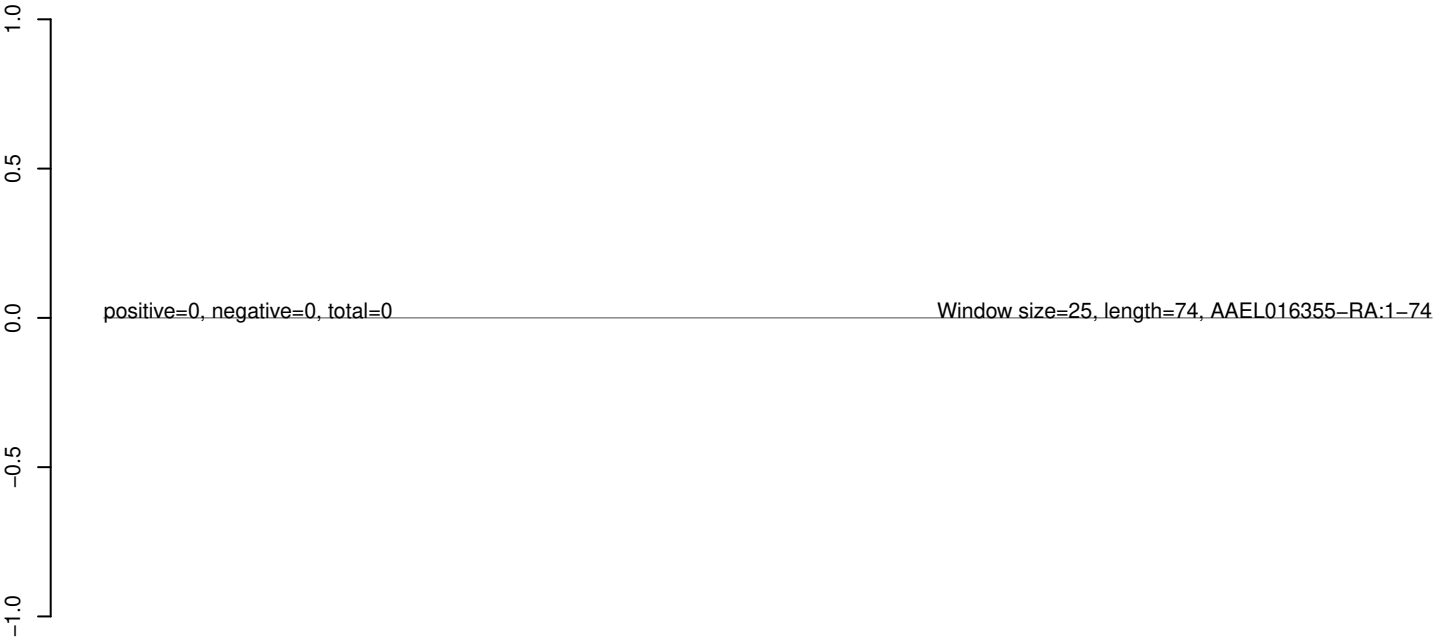 1.0
0.5
0.0
−0.5
−1.0
positive=0, negative=0, total=0
Window size=25, length=74, AAEL016355−RA:1−74